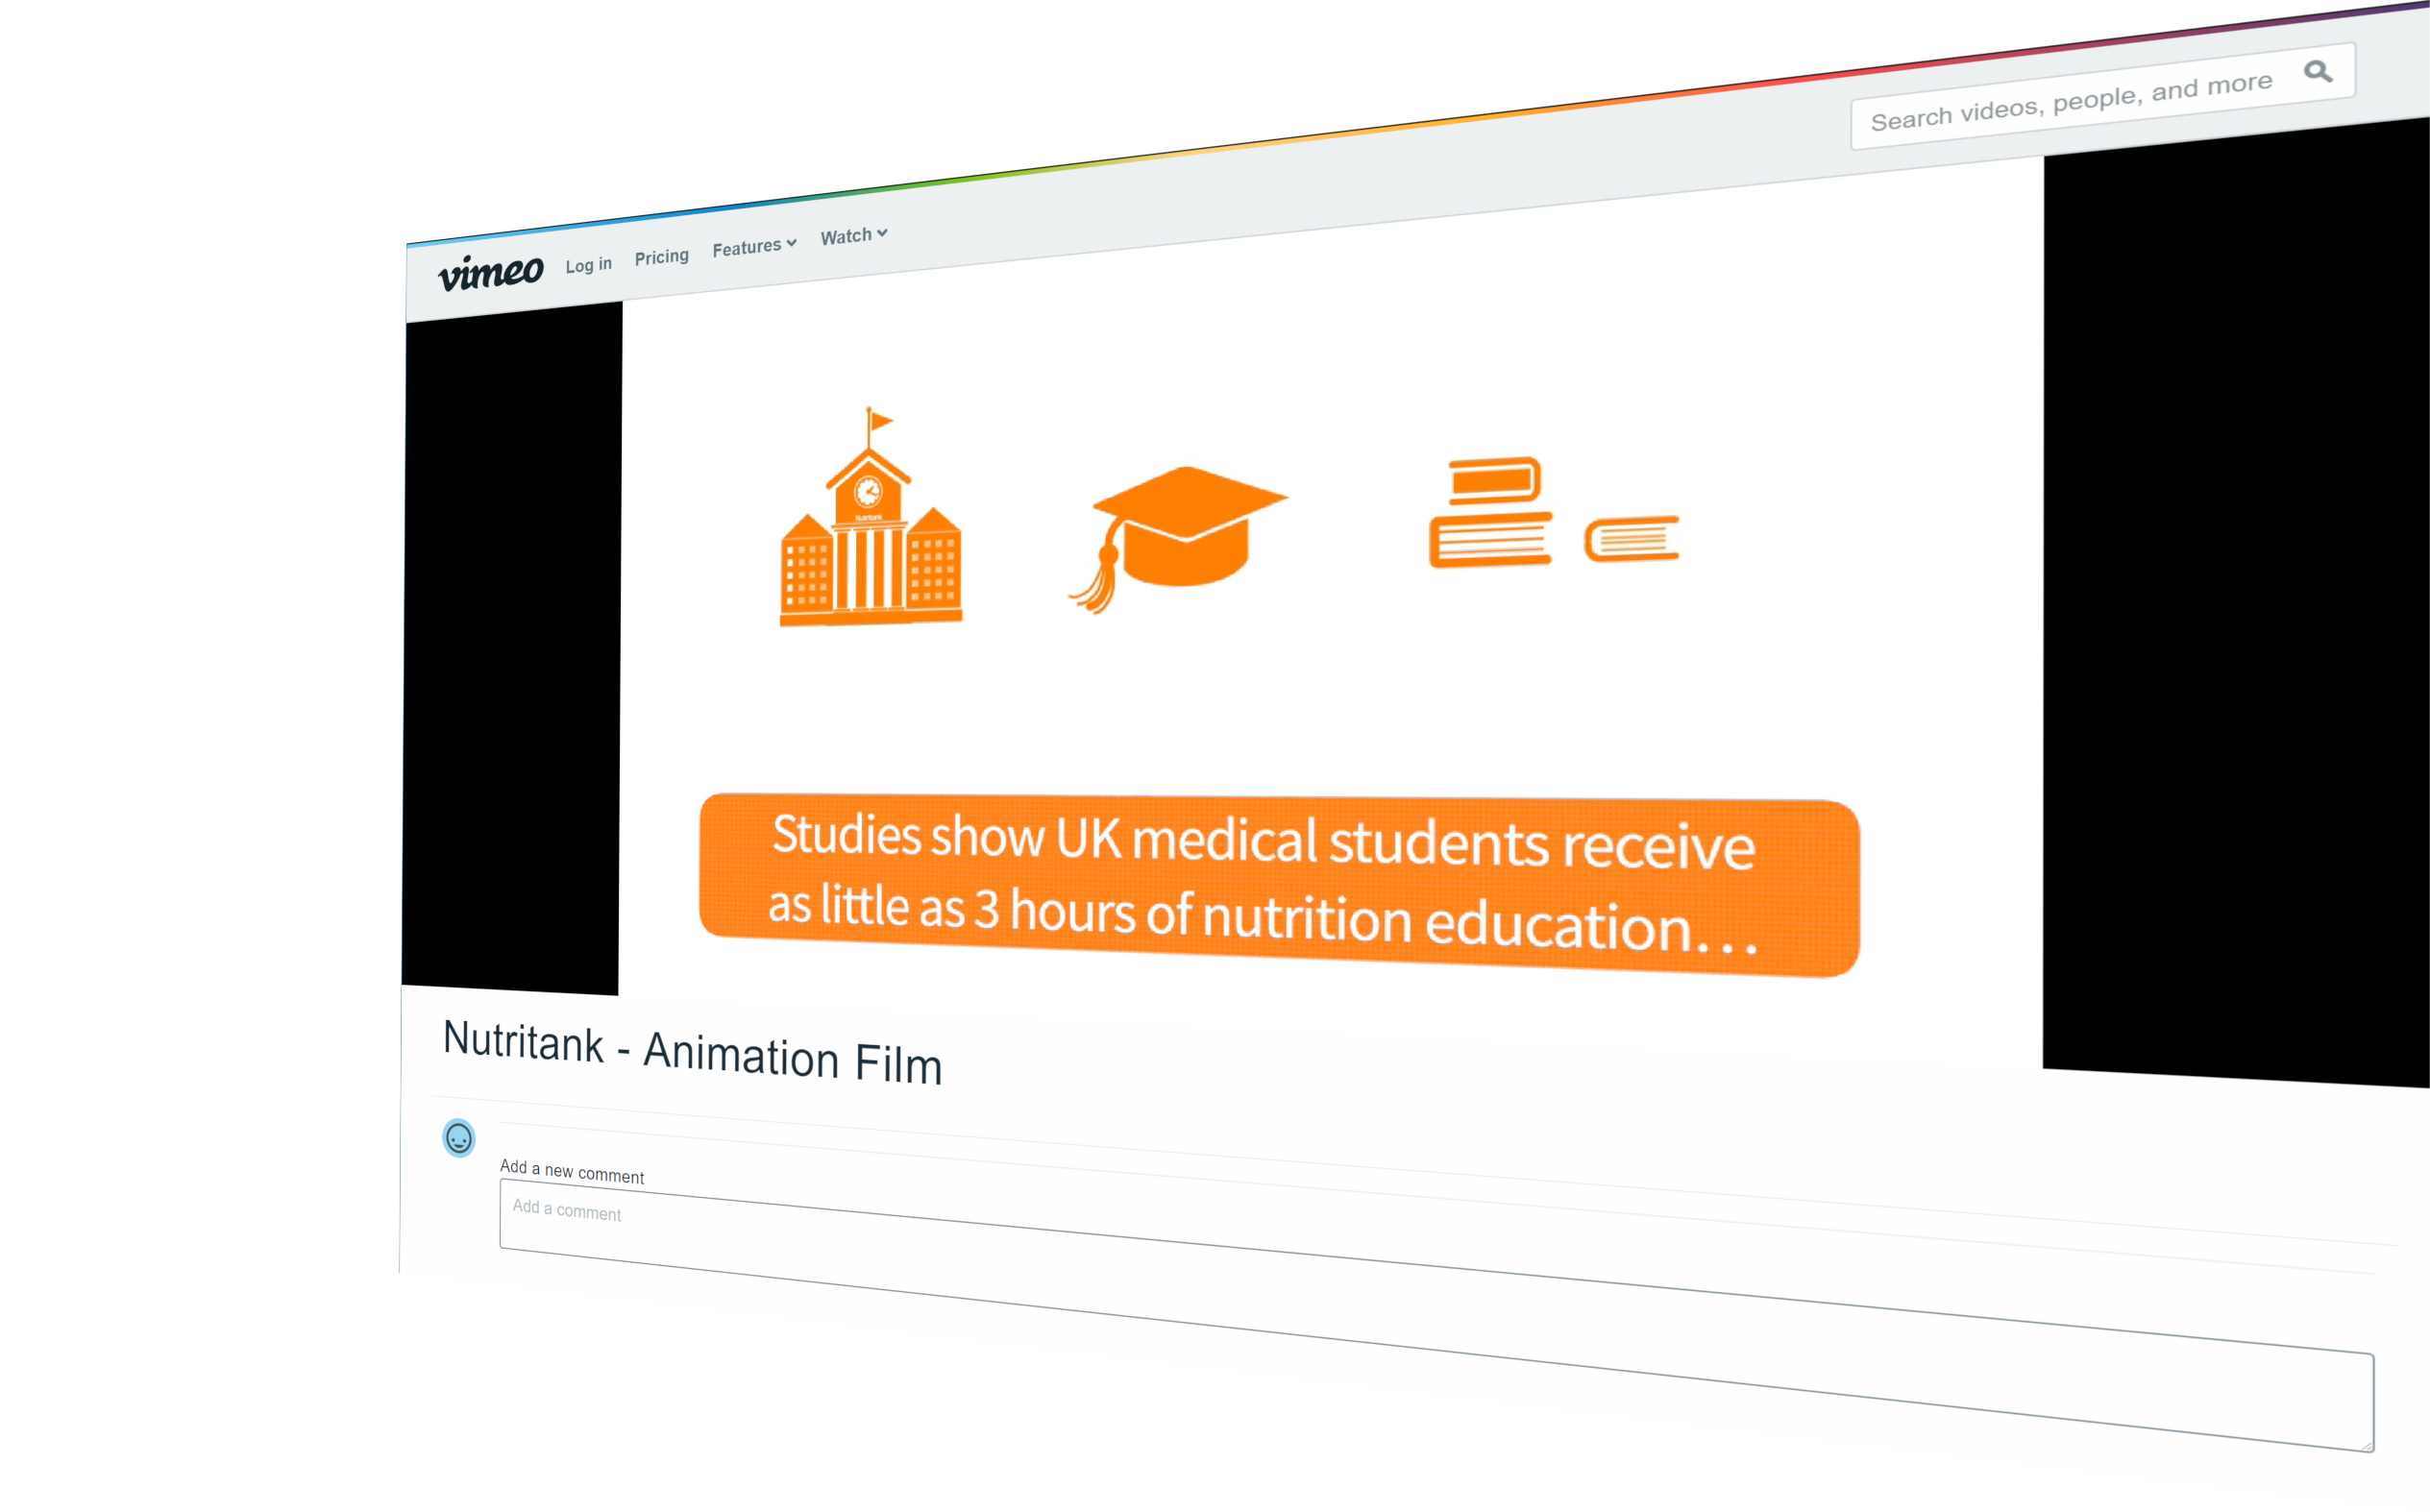 vimeo Log in Pricing Features Watch
Search videos, people, and more
Nutritank
Studies show UK medical students receive
as little as 3 hours of nutrition education...
Nutritank - Animation Film
Add a new comment
Add a comment